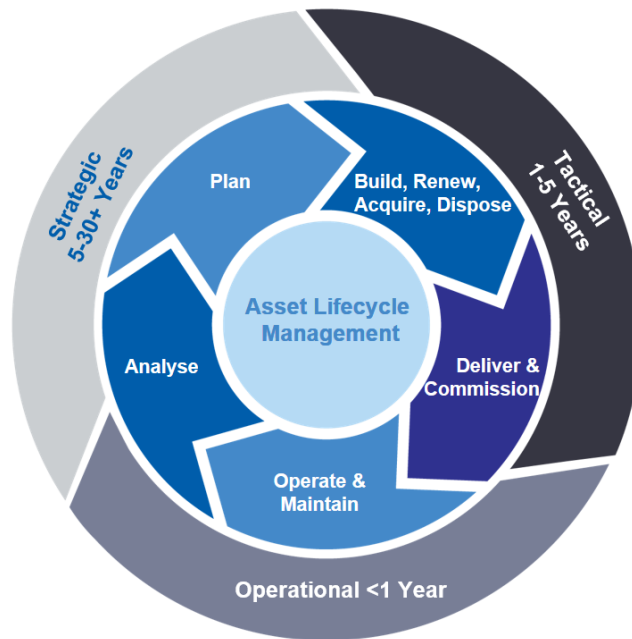 Strategic
5-30+ Years
Tactical
1-5 Years
Plan
Build, Renew,
Acquire, Dispose
Asset Lifecycle
Management
Analyse
Deliver &
Commission
Operate &
Maintain
Operational <1 Year